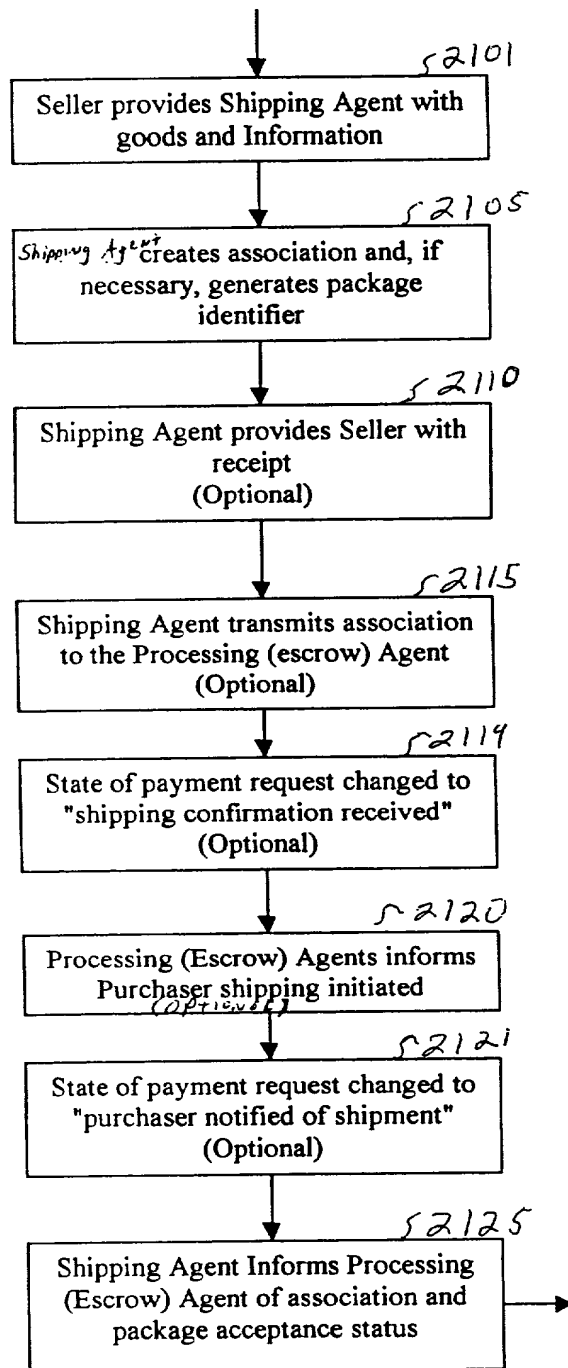 S2101
Seller provides Shipping Agent with
goods and Information
S2105
Shipping Agent creates association and, if
necessary, generates package
identifier
S2110
Shipping Agent provides Seller with
receipt
(Optional)
S2115
Shipping Agent transmits association
to the Processing (escrow) Agent
(Optional)
S2119
State of payment request changed to
"shipping confirmation received"
(Optional)
S2120
Processing (Escrow) Agents informs
Purchaser shipping initiated
(Optional)
S2121
State of payment request changed to
"purchaser notified of shipment"
(Optional)
S2125
Shipping Agent Informs Processing
(Escrow) Agent of association and
package acceptance status